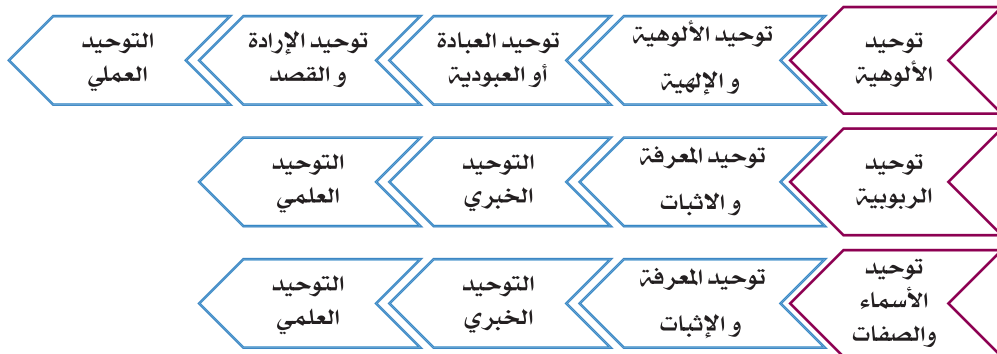 توحيد
الألوهية
توحيد الألوهية
و الإلهية
توحيد العبادة
أو العبودية
توحيد الإرادة
و القصد
التوحيد
العملي
توحيد
الربوبية
توحيد المعرفة
و الاثبات
التوحيد
الخبري
التوحيد
العلمي
توحيد
الأسماء
والصفات
توحيد المعرفة
و الإثبات
التوحيد
الخبري
التوحيد
العلمي